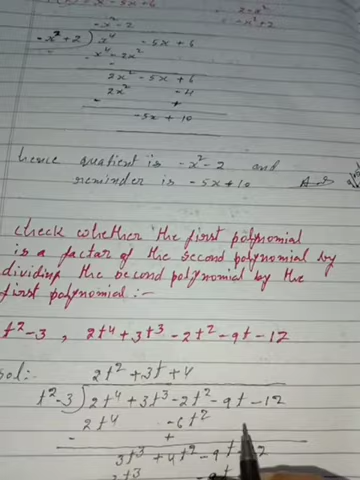 -x² - 2
-x² + 2 ) x⁴ -5x + 6
x⁴ - 2x²
- +
2x² - 5x + 6
2x² - 4
- +
-5x + 10
hence quotient is -x² - 2 and
reminder is -5x + 10 Ans
check whether the first polynomial
is a factor of the second polynomial by
dividing the second polynomial by the
first polynomial :-
t² - 3 , 2t⁴ + 3t³ - 2t² - 9t - 12
sol:- 2t² + 3t + 4
t² - 3 ) 2t⁴ + 3t³ - 2t² - 9t - 12
2t⁴ - 6t²
- +
3t³ + 4t² - 9t - 12
3t³ - 9t